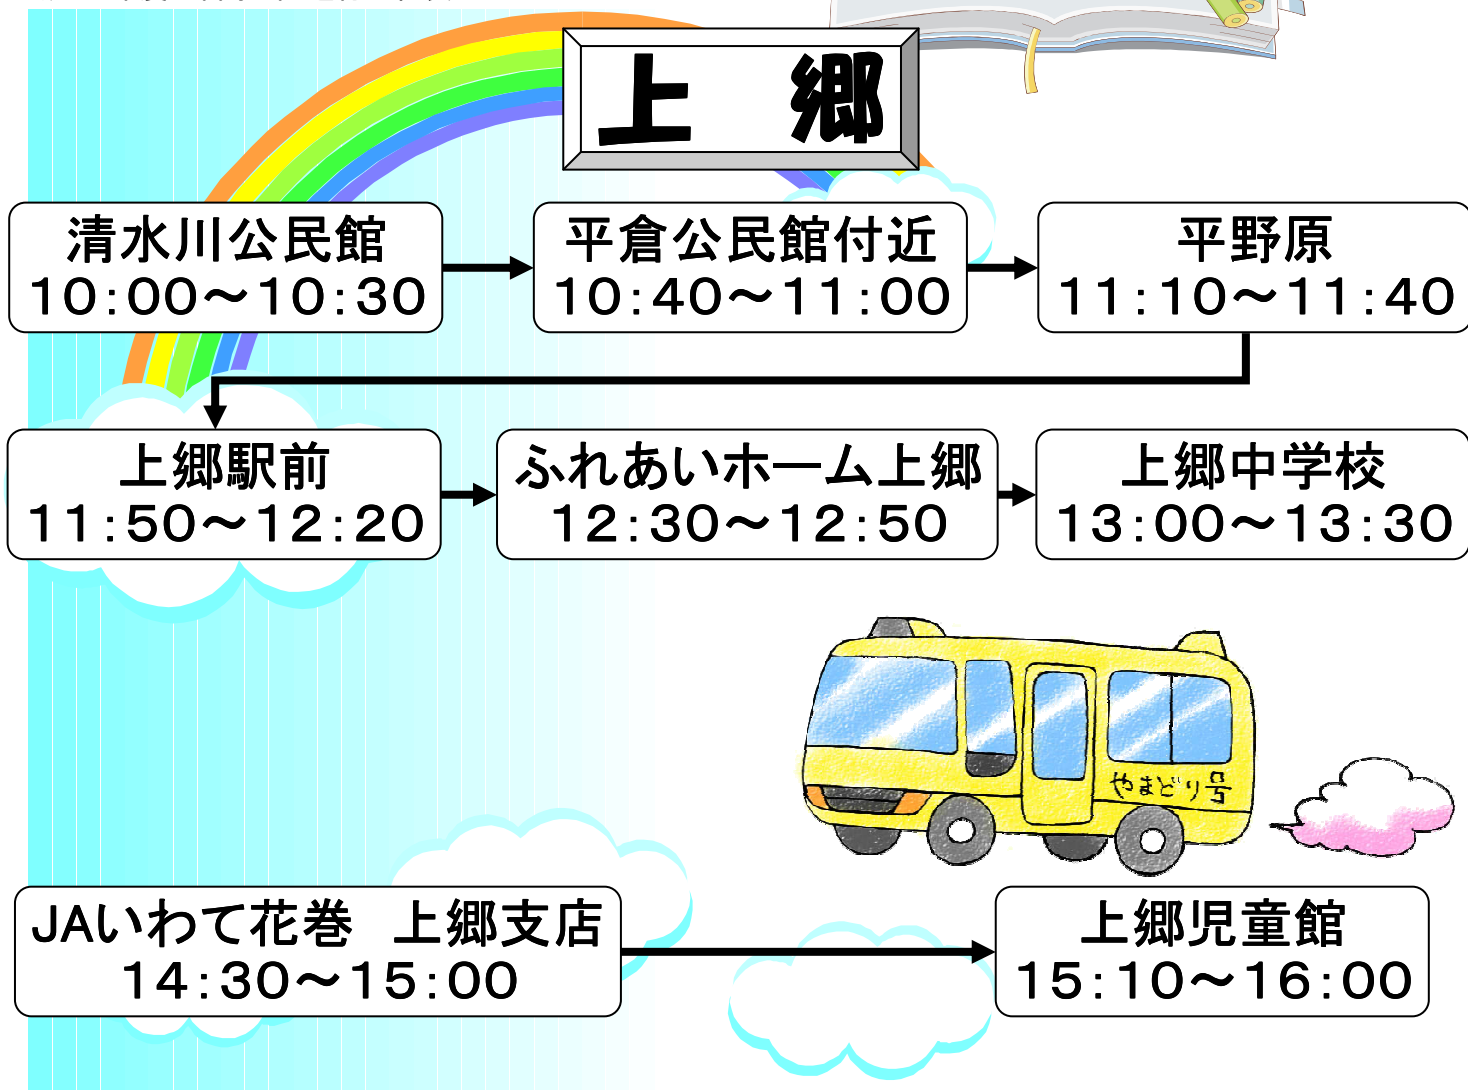 上　郷
清水川公民館
10：00～10：30
平倉公民館付近
10：40～11：00
平野原
11：10～11：40
上郷駅前
11：50～12：20
ふれあいホーム上郷
12：30～12：50
上郷中学校
13：00～13：30
やまどり号
JAいわて花巻　上郷支店
14：30～15：00
上郷児童館
15：10～16：00